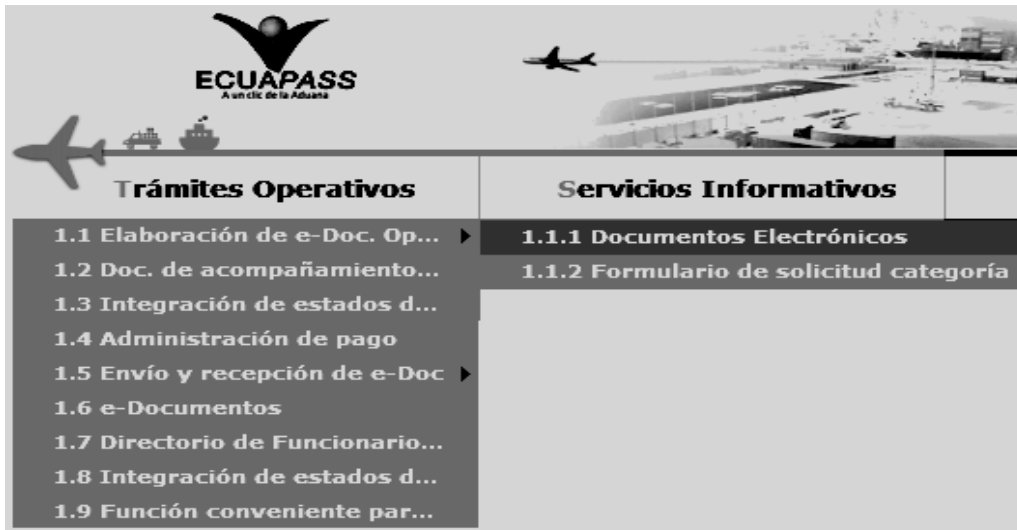 ECUAPASS
A un clic de la Aduana
Trámites Operativos
Servicios Informativos
1.1 Elaboración de e-Doc. Op...
1.2 Doc. de acompañamiento...
1.3 Integración de estados d...
1.4 Administración de pago
1.5 Envío y recepción de e-Doc
1.6 e-Documentos
1.7 Directorio de Funcionario...
1.8 Integración de estados d...
1.9 Función conveniente par...
1.1.1 Documentos Electrónicos
1.1.2 Formulario de solicitud categoría